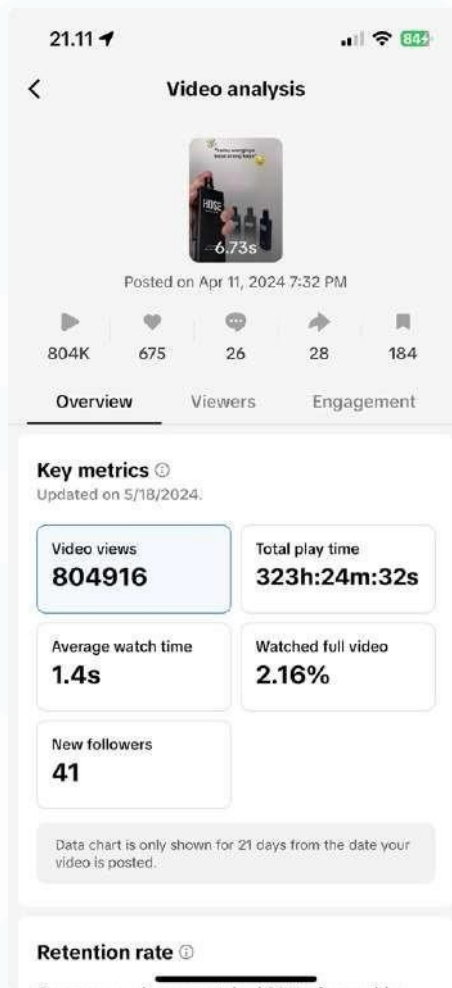 21.11
84
Video analysis
HOSE
6.73s
Posted on Apr 11, 2024 7:32 PM
804K 675 26 28 184
Overview Viewers Engagement
Key metrics
Updated on 5/18/2024.
Video views
804916
Total play time
323h:24m:32s
Average watch time
1.4s
Watched full video
2.16%
New followers
41
Data chart is only shown for 21 days from the date your
video is posted.
Retention rate